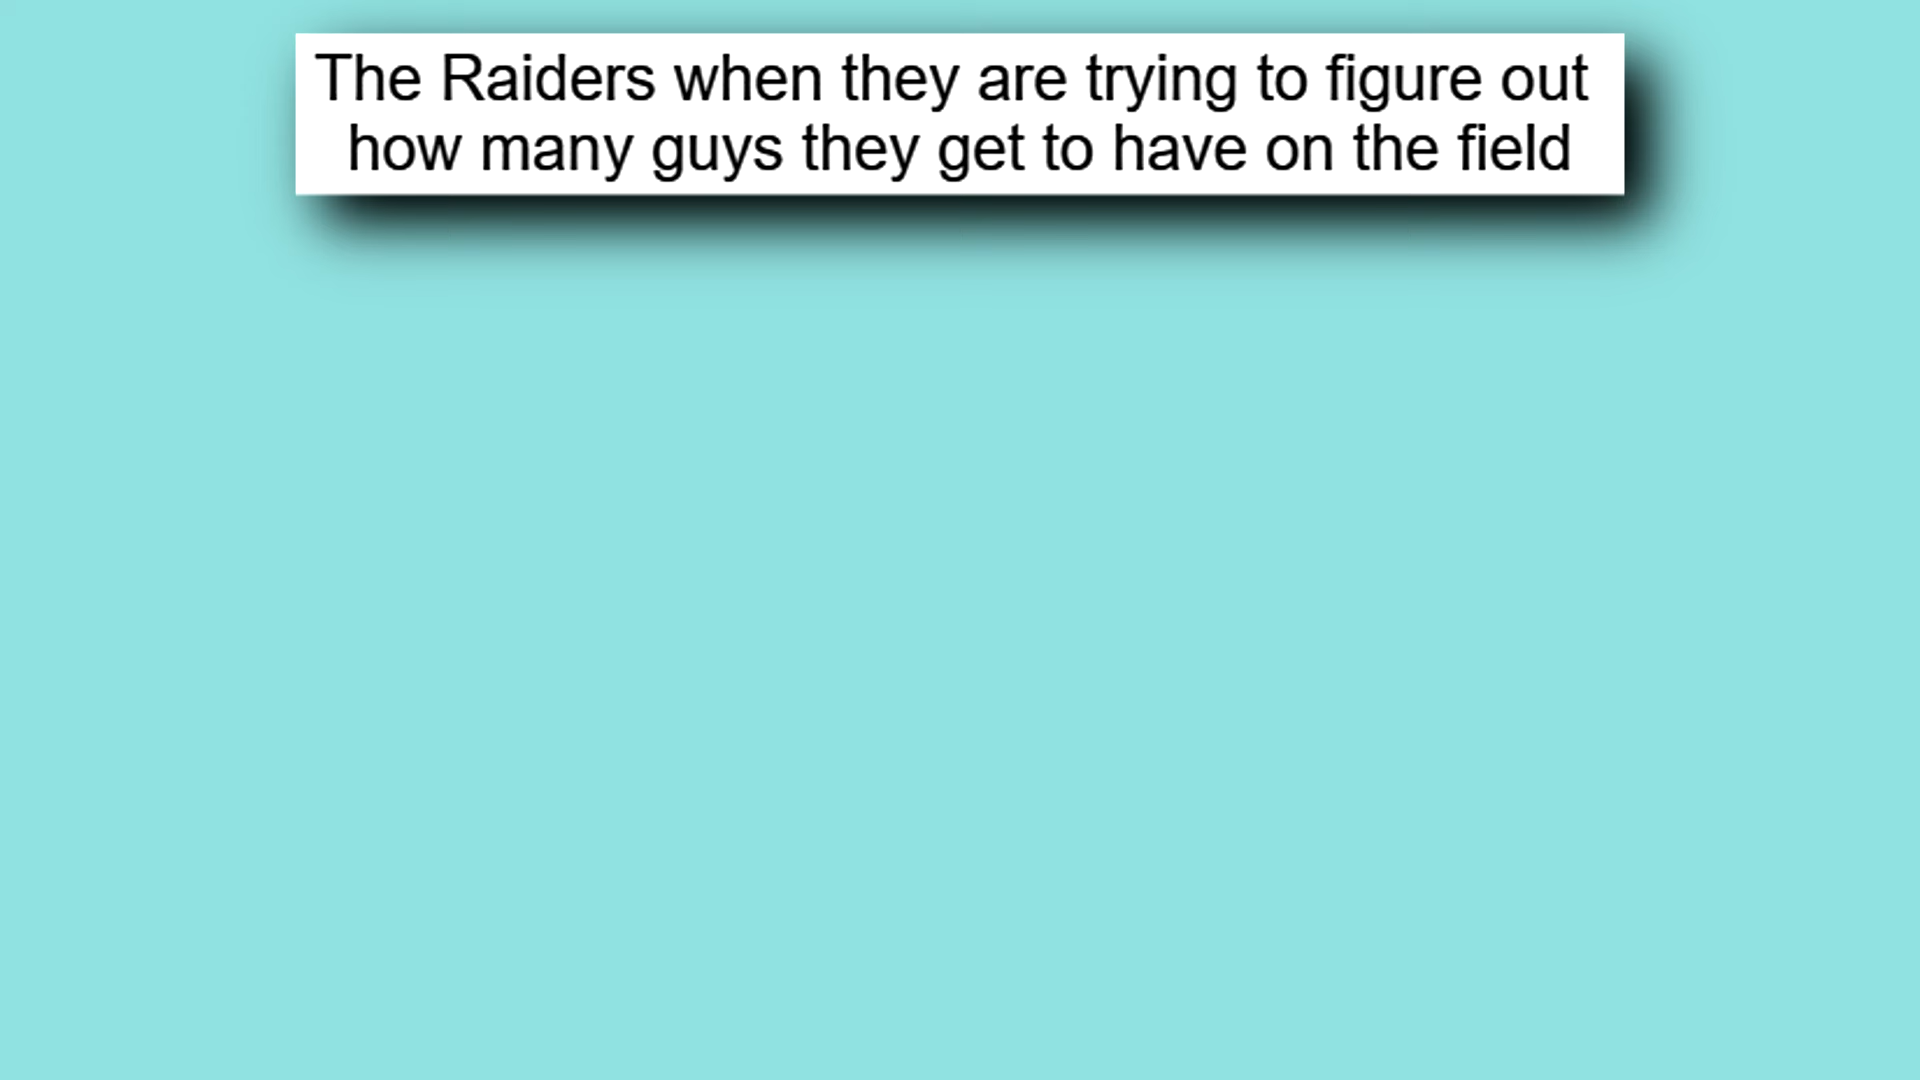 The Raiders when they are trying to figure out
how many guys they get to have on the field